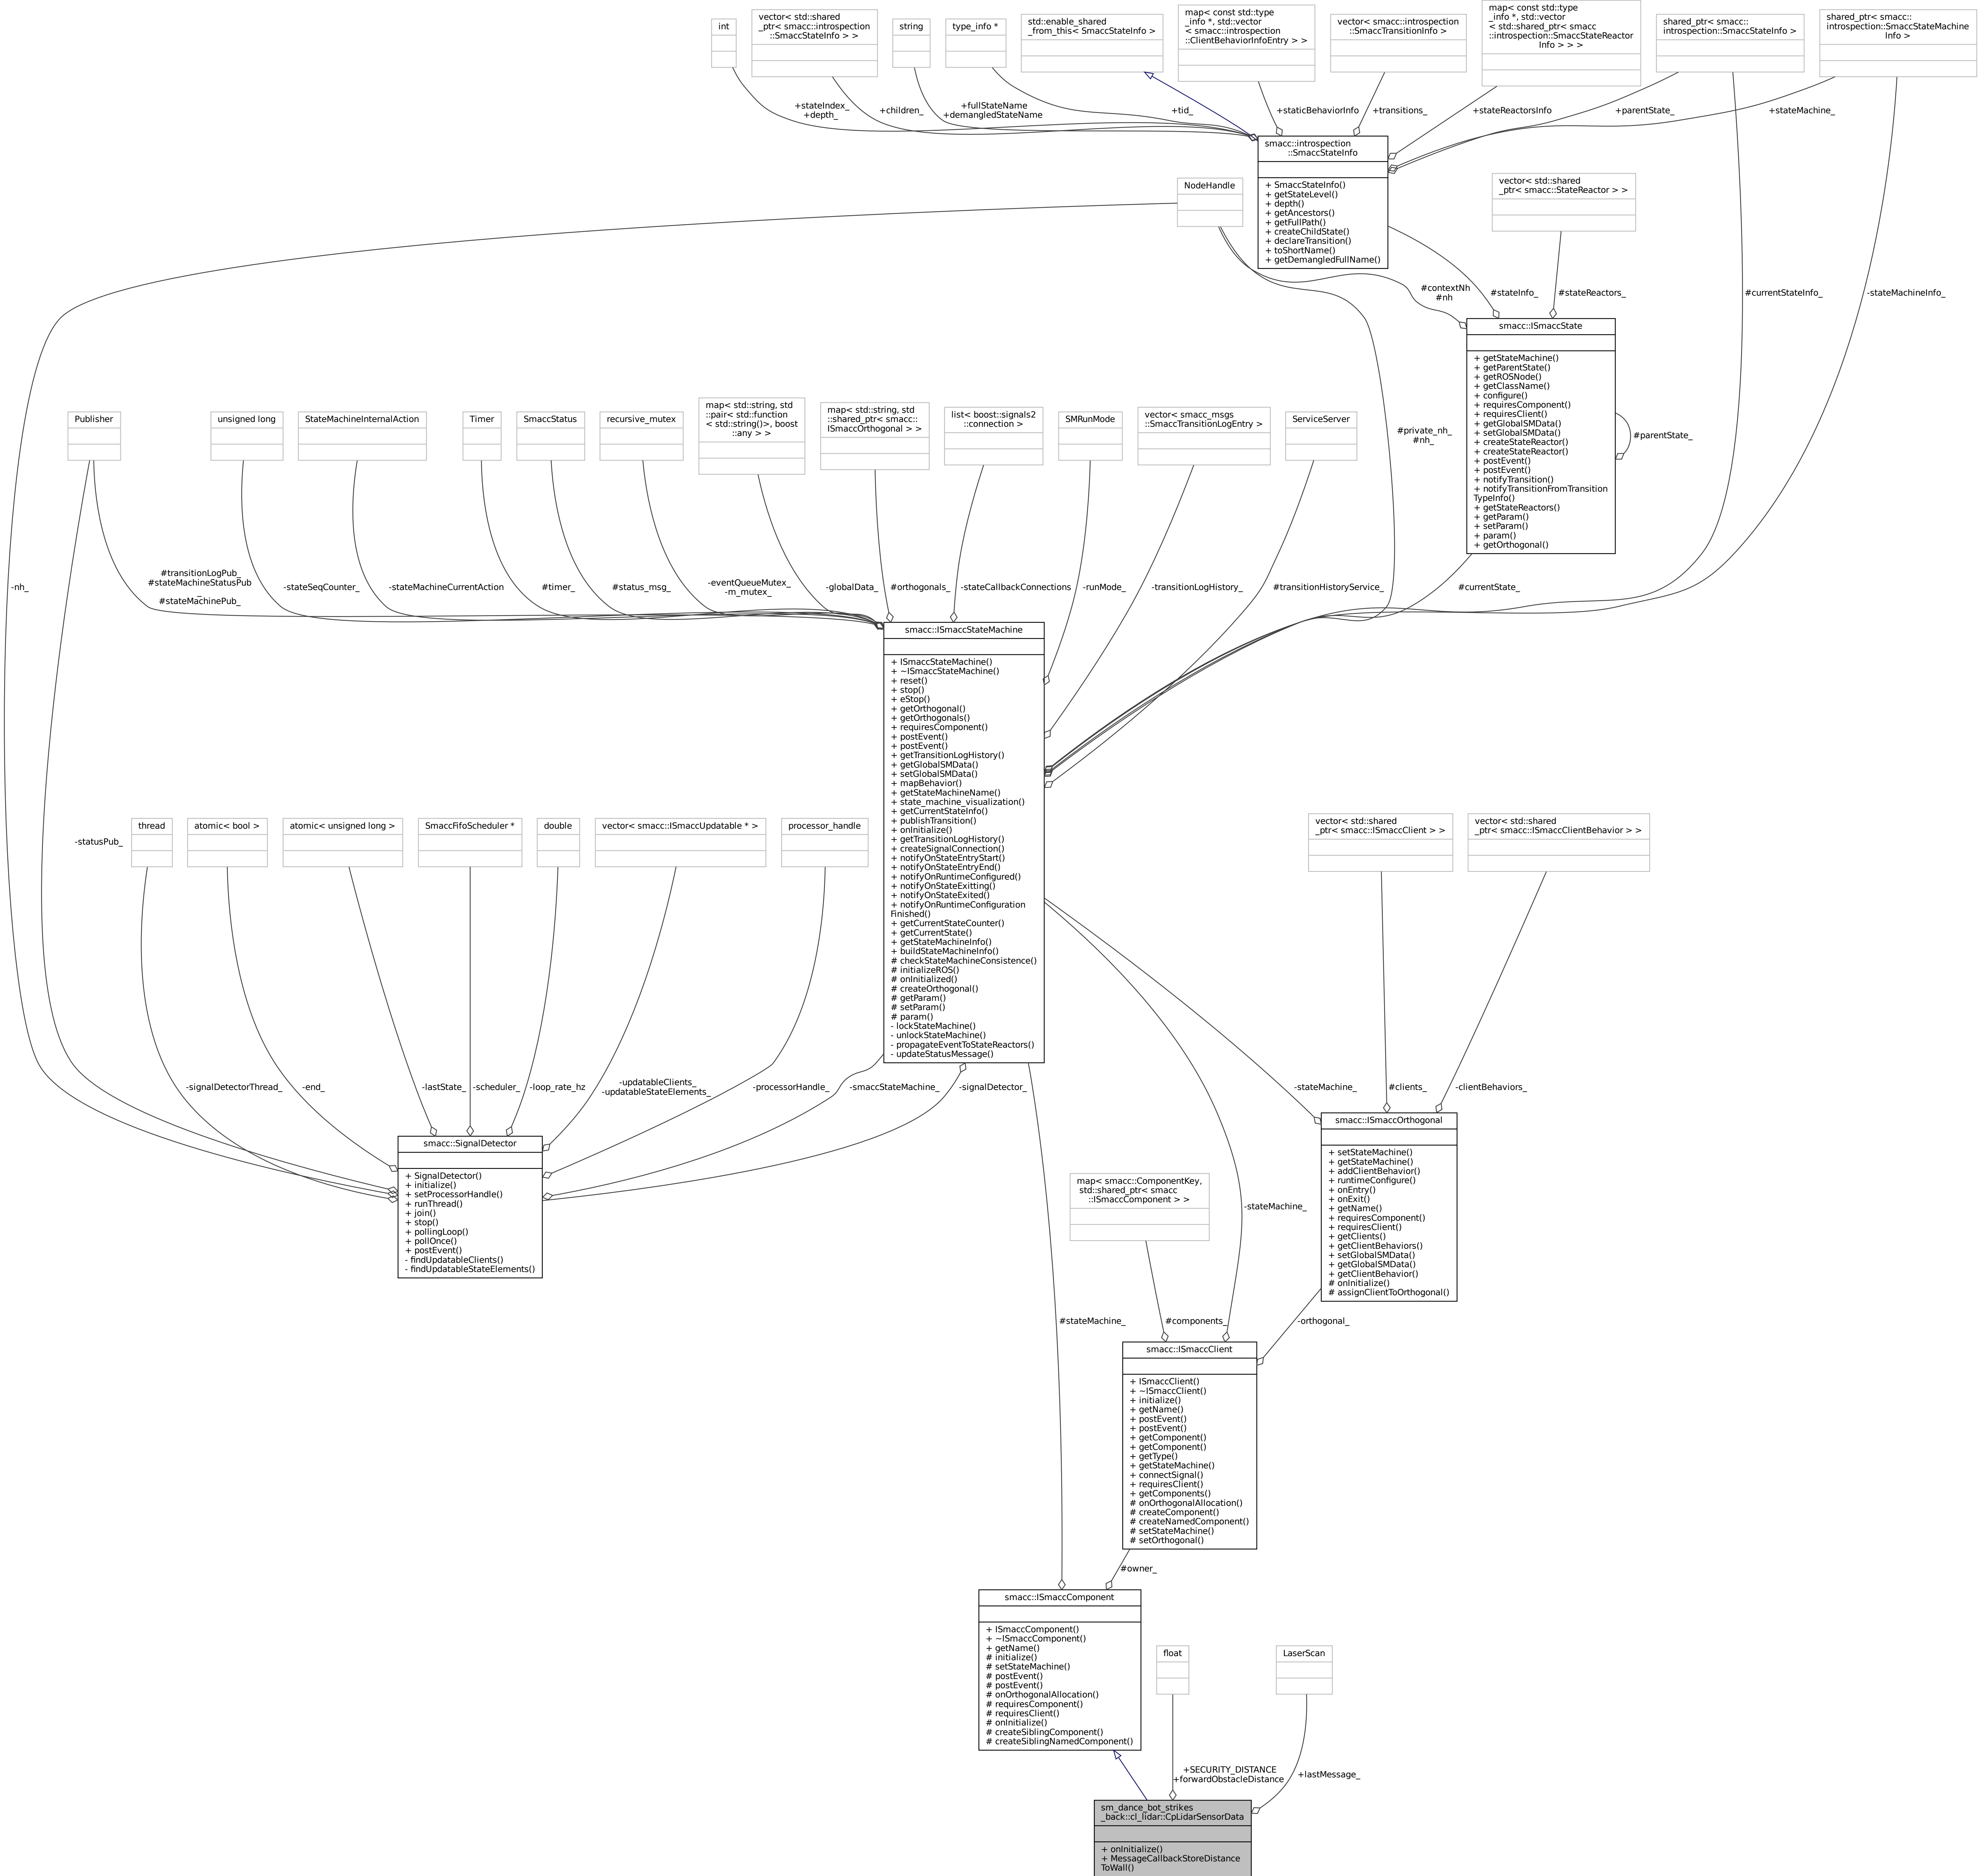 int
vector< std::shared
_ptr< smacc::introspection
::SmaccStateInfo > >
string
type_info *
std::enable_shared
_from_this< SmaccStateInfo >
map< const std::type
_info *, std::vector
< smacc::introspection
::ClientBehaviorInfoEntry > >
vector< smacc::introspection
::SmaccTransitionInfo >
map< const std::type
_info *, std::vector
< std::shared_ptr< smacc
::introspection::SmaccStateReactor
Info > > >
shared_ptr< smacc::
introspection::SmaccStateInfo >
shared_ptr< smacc::
introspection::SmaccStateMachine
Info >
+stateIndex_
+depth_
+children_
+fullStateName
+demangledStateName
+tid_
+staticBehaviorInfo
+transitions_
+stateReactorsInfo
+parentState_
+stateMachine_
smacc::introspection
::SmaccStateInfo
+ SmaccStateInfo()
+ getStateLevel()
+ depth()
+ getAncestors()
+ getFullPath()
+ createChildState()
+ declareTransition()
+ toShortName()
+ getDemangledFullName()
NodeHandle
vector< std::shared
_ptr< smacc::StateReactor > >
#contextNh
#nh
#stateInfo_
#stateReactors_
#currentStateInfo_
-stateMachineInfo_
smacc::ISmaccState
+ getStateMachine()
+ getParentState()
+ getROSNode()
+ getClassName()
+ configure()
+ requiresComponent()
+ requiresClient()
+ getGlobalSMData()
+ setGlobalSMData()
+ createStateReactor()
+ createStateReactor()
+ postEvent()
+ postEvent()
+ notifyTransition()
+ notifyTransitionFromTransition
TypeInfo()
+ getStateReactors()
+ getParam()
+ setParam()
+ param()
+ getOrthogonal()
#parentState_
Publisher
unsigned long
StateMachineInternalAction
Timer
SmaccStatus
recursive_mutex
map< std::string, std
::pair< std::function
< std::string()>, boost
::any > >
map< std::string, std
::shared_ptr< smacc::
ISmaccOrthogonal > >
list< boost::signals2
::connection >
SMRunMode
vector< smacc_msgs
::SmaccTransitionLogEntry >
ServiceServer
#private_nh_
#nh_
-nh_
#transitionLogPub_
#stateMachineStatusPub
_
#stateMachinePub_
-stateSeqCounter_
-stateMachineCurrentAction
#timer_
#status_msg_
-eventQueueMutex_
-m_mutex_
-globalData_
#orthogonals_
-stateCallbackConnections
-runMode_
-transitionLogHistory_
#transitionHistoryService_
#currentState_
smacc::ISmaccStateMachine
+ ISmaccStateMachine()
+ ~ISmaccStateMachine()
+ reset()
+ stop()
+ eStop()
+ getOrthogonal()
+ getOrthogonals()
+ requiresComponent()
+ postEvent()
+ postEvent()
+ getTransitionLogHistory()
+ getGlobalSMData()
+ setGlobalSMData()
+ mapBehavior()
+ getStateMachineName()
+ state_machine_visualization()
+ getCurrentStateInfo()
+ publishTransition()
+ onInitialize()
+ getTransitionLogHistory()
+ createSignalConnection()
+ notifyOnStateEntryStart()
+ notifyOnStateEntryEnd()
+ notifyOnRuntimeConfigured()
+ notifyOnStateExitting()
+ notifyOnStateExited()
+ notifyOnRuntimeConfiguration
Finished()
+ getCurrentStateCounter()
+ getCurrentState()
+ getStateMachineInfo()
+ buildStateMachineInfo()
# checkStateMachineConsistence()
# initializeROS()
# onInitialized()
# createOrthogonal()
# getParam()
# setParam()
# param()
- lockStateMachine()
- unlockStateMachine()
- propagateEventToStateReactors()
- updateStatusMessage()
-statusPub_
thread
atomic< bool >
atomic< unsigned long >
SmaccFifoScheduler *
double
vector< smacc::ISmaccUpdatable * >
processor_handle
vector< std::shared
_ptr< smacc::ISmaccClient > >
vector< std::shared
_ptr< smacc::ISmaccClientBehavior > >
-signalDetectorThread_
-end_
-lastState_
-scheduler_
-loop_rate_hz
-updatableClients_
-updatableStateElements_
-processorHandle_
-smaccStateMachine_
-signalDetector_
-stateMachine_
#clients_
-clientBehaviors_
smacc::SignalDetector
+ SignalDetector()
+ initialize()
+ setProcessorHandle()
+ runThread()
+ join()
+ stop()
+ pollingLoop()
+ pollOnce()
+ postEvent()
- findUpdatableClients()
- findUpdatableStateElements()
smacc::ISmaccOrthogonal
+ setStateMachine()
+ getStateMachine()
+ addClientBehavior()
+ runtimeConfigure()
+ onEntry()
+ onExit()
+ getName()
+ requiresComponent()
+ requiresClient()
+ getClients()
+ getClientBehaviors()
+ setGlobalSMData()
+ getGlobalSMData()
+ getClientBehavior()
# onInitialize()
# assignClientToOrthogonal()
map< smacc::ComponentKey,
std::shared_ptr< smacc
::ISmaccComponent > >
-stateMachine_
#stateMachine_
#components_
-orthogonal_
smacc::ISmaccClient
+ ISmaccClient()
+ ~ISmaccClient()
+ initialize()
+ getName()
+ postEvent()
+ postEvent()
+ getComponent()
+ getComponent()
+ getType()
+ getStateMachine()
+ connectSignal()
+ requiresClient()
+ getComponents()
# onOrthogonalAllocation()
# createComponent()
# createNamedComponent()
# setStateMachine()
# setOrthogonal()
#owner_
smacc::ISmaccComponent
+ ISmaccComponent()
+ ~ISmaccComponent()
+ getName()
# initialize()
# setStateMachine()
# postEvent()
# postEvent()
# onOrthogonalAllocation()
# requiresComponent()
# requiresClient()
# onInitialize()
# createSiblingComponent()
# createSiblingNamedComponent()
float
LaserScan
+SECURITY_DISTANCE
+forwardObstacleDistance
+lastMessage_
sm_dance_bot_strikes
_back::cl_lidar::CpLidarSensorData
+ onInitialize()
+ MessageCallbackStoreDistance
ToWall()